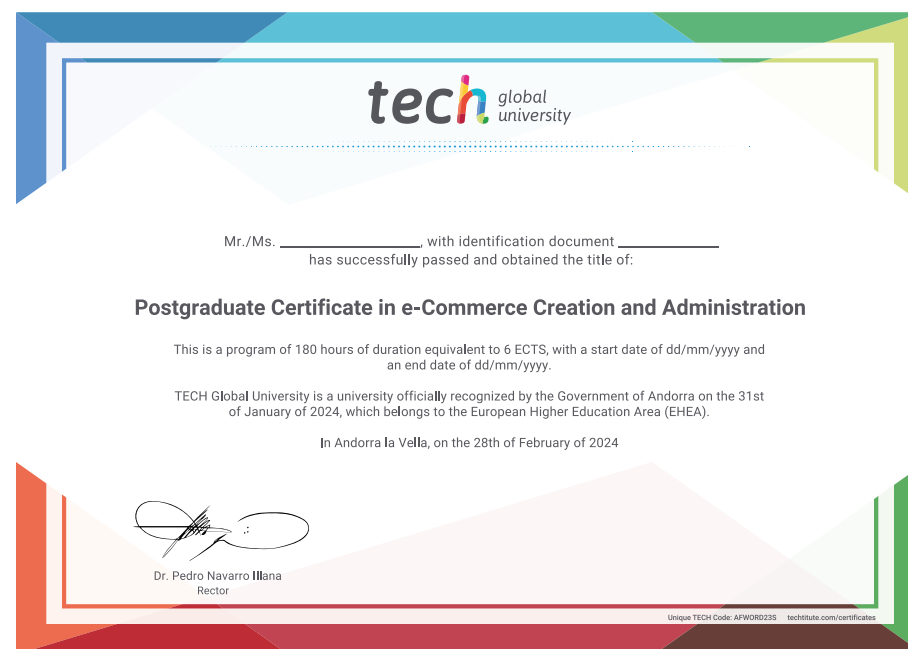 tech global university
Mr./Ms. ____________________, with identification document ______________
has successfully passed and obtained the title of:
Postgraduate Certificate in e-Commerce Creation and Administration
This is a program of 180 hours of duration equivalent to 6 ECTS, with a start date of dd/mm/yyyy and
an end date of dd/mm/yyyy.
TECH Global University is a university officially recognized by the Government of Andorra on the 31st
of January of 2024, which belongs to the European Higher Education Area (EHEA).
In Andorra la Vella, on the 28th of February of 2024
Dr. Pedro Navarro Illana
Rector
Unique TECH Code: AFWORD23S techtitute.com/certificates